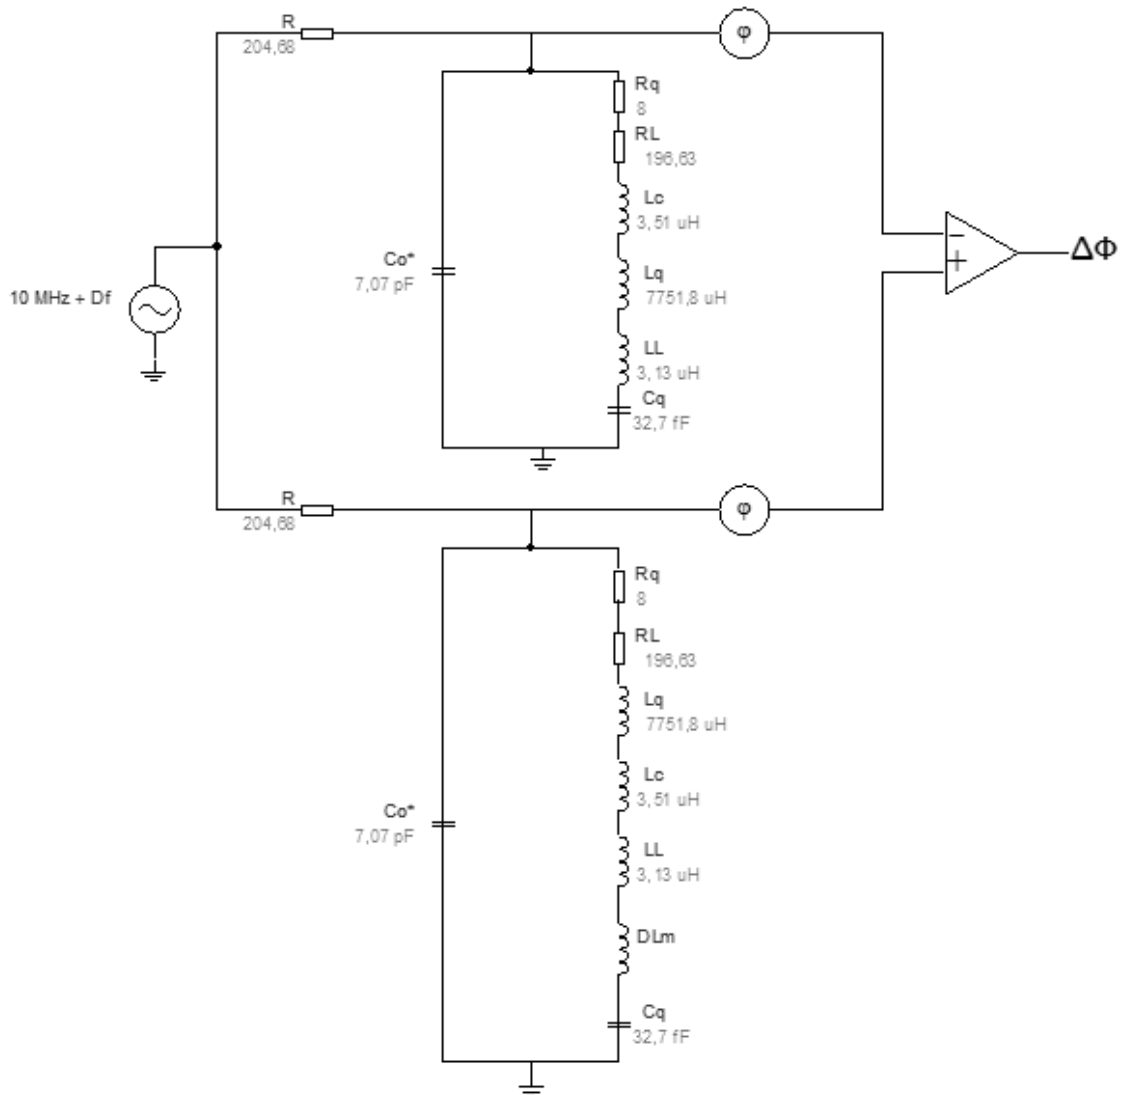 R
204,68
φ
Rq
8
RL
196,63
Lc
3,51 uH
Co*
7,07 pF
Lq
7751,8 uH
LL
3,13 uH
Cq
32,7 fF
10 MHz + Df
−
+
ΔΦ
R
204,68
φ
Rq
8
RL
196,63
Lq
7751,8 uH
Lc
3,51 uH
Co*
7,07 pF
LL
3,13 uH
DLm
Cq
32,7 fF